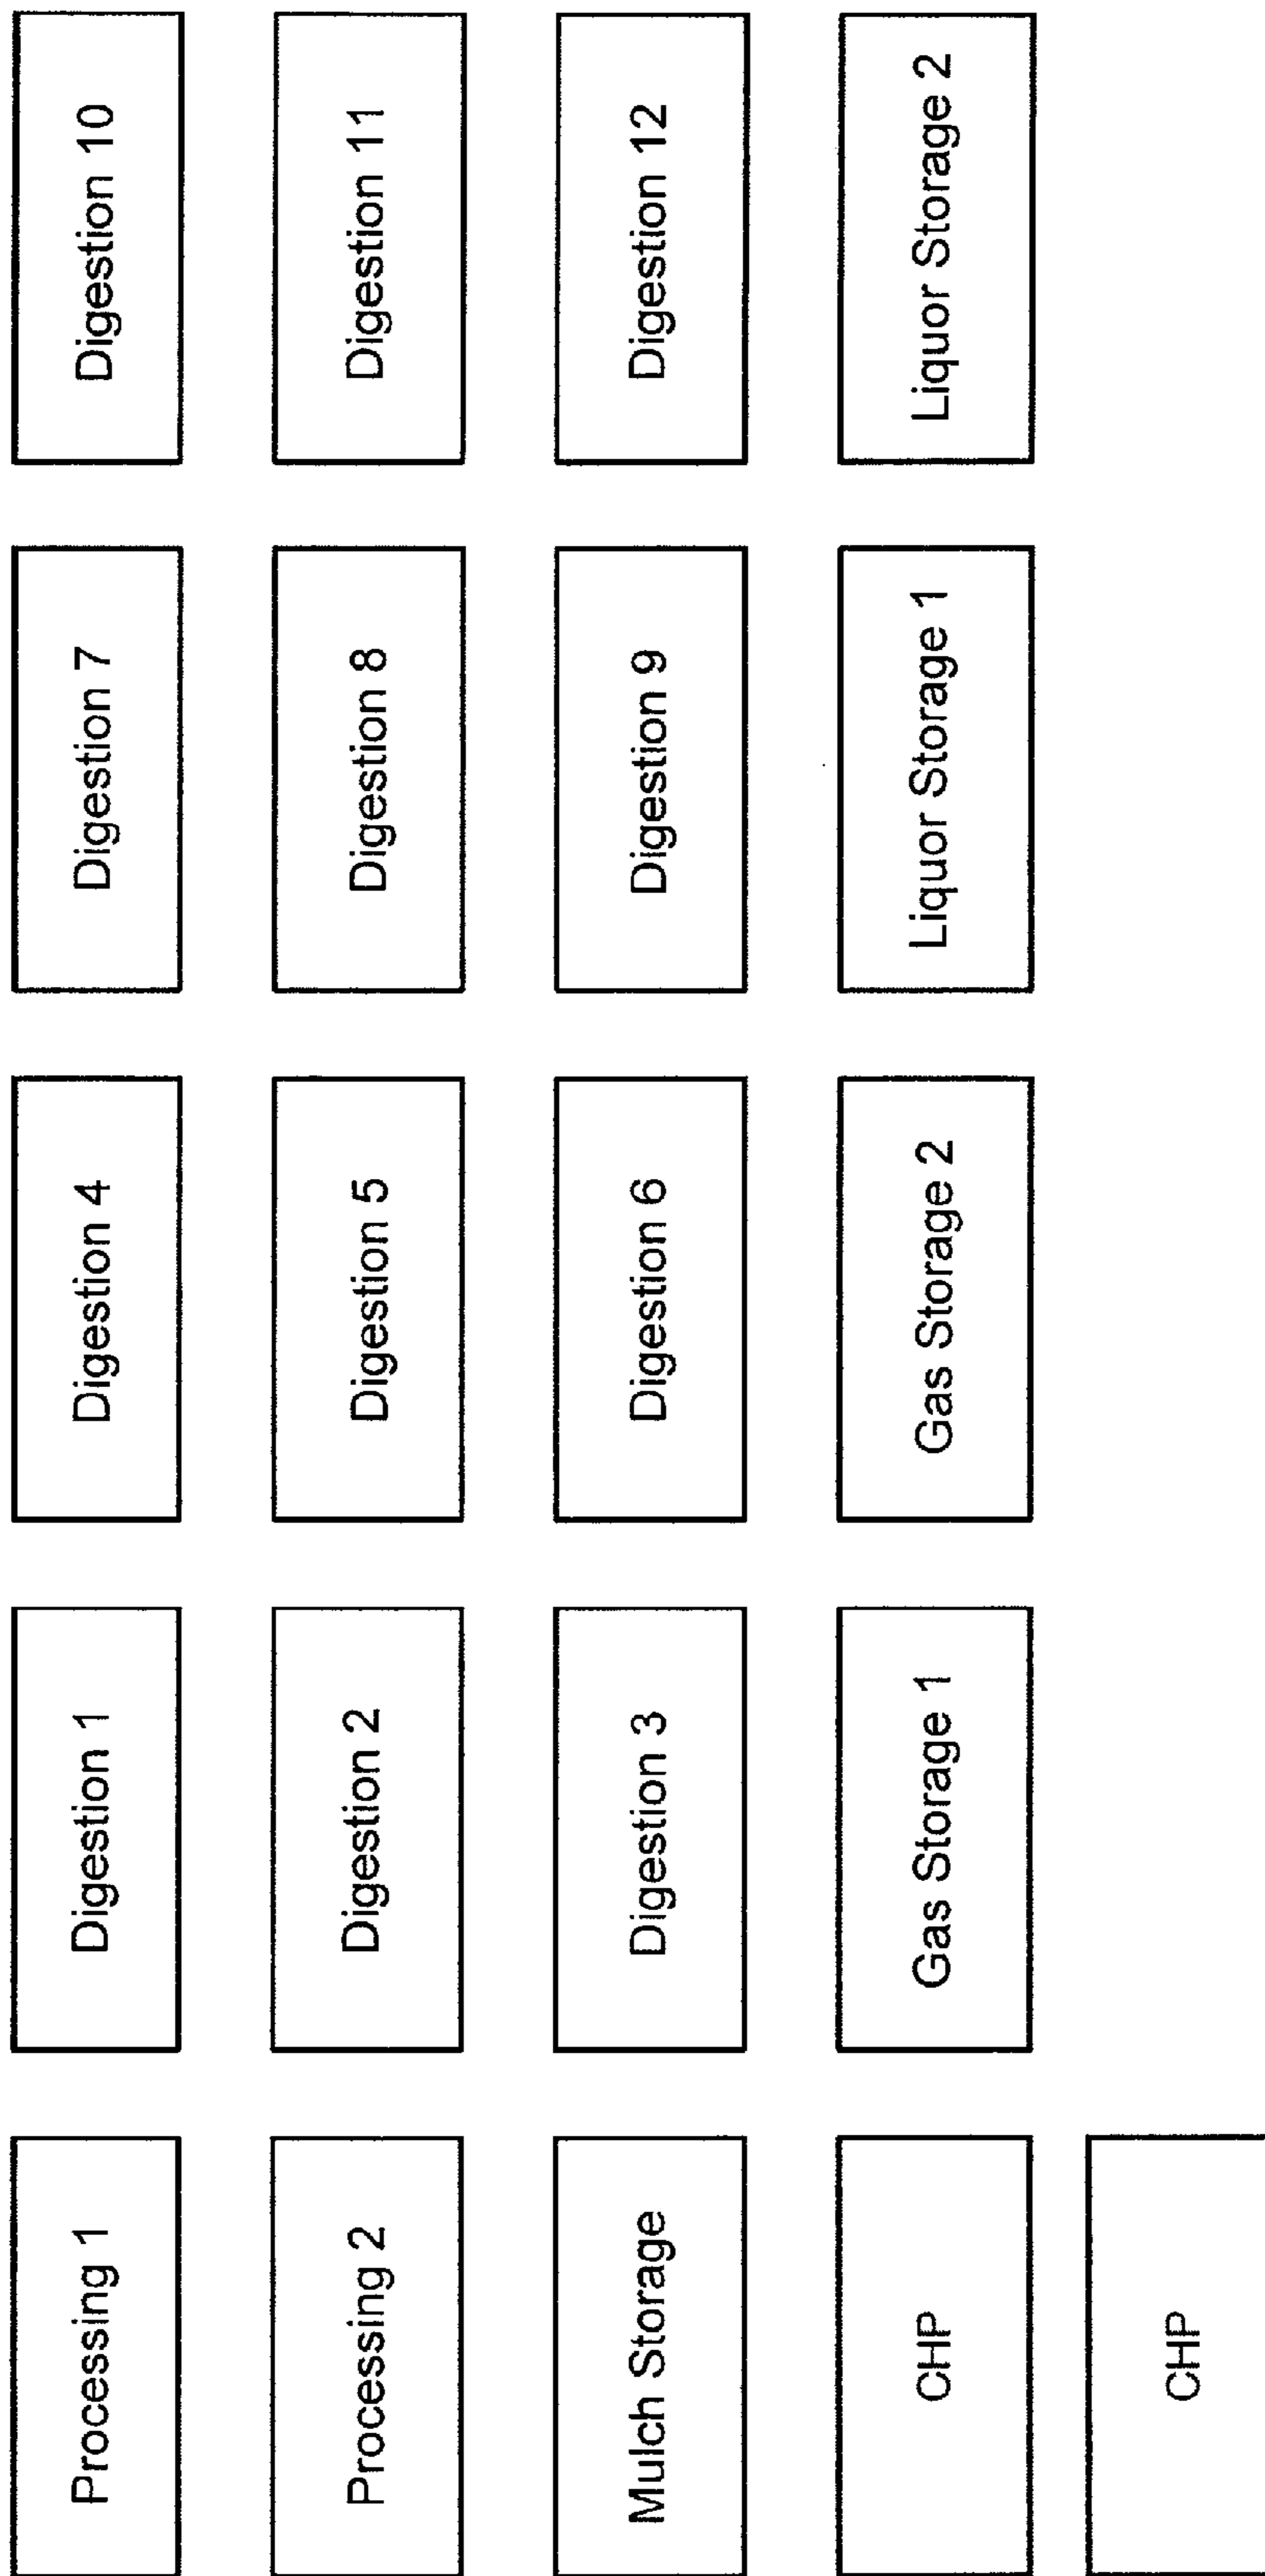 Processing 1
Digestion 1
Digestion 4
Digestion 7
Digestion 10
Processing 2
Digestion 2
Digestion 5
Digestion 8
Digestion 11
Mulch Storage
Digestion 3
Digestion 6
Digestion 9
Digestion 12
CHP
Gas Storage 1
Gas Storage 2
Liquor Storage 1
Liquor Storage 2
CHP